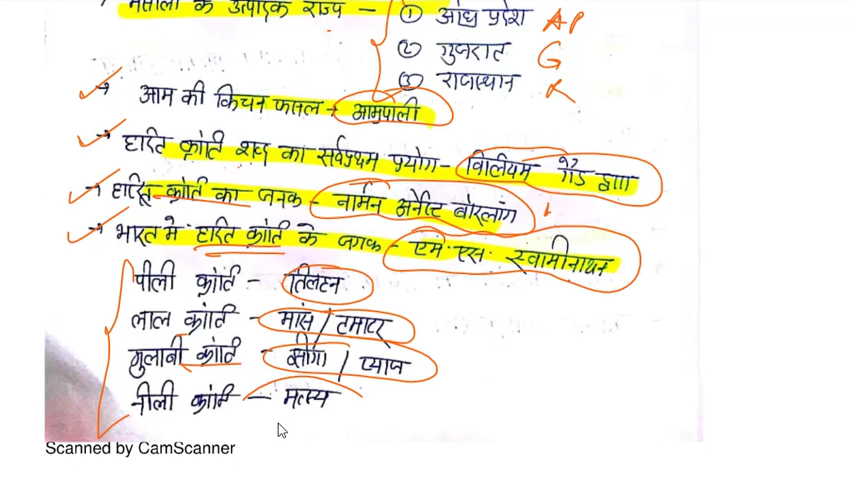 मसाला के उत्पादक राज्य – ① आंध्र प्रदेश AP
② गुजरात G
③ राजस्थान R
→ आम की किचन फसल → आम्रपाली
→ हरित क्रांति शब्द का सर्वप्रथम प्रयोग – विलियम गैड
→ हरित क्रांति का जनक – नार्मन अर्नेस्ट बोरलॉग
→ भारत मे हरित क्रांति के जनक – एम. एस. स्वामीनाथन
पीली क्रांति – तिलहन
लाल क्रांति – मांस / टमाटर
गुलाबी क्रांति – झींगा / प्याज
नीली क्रांति – मत्स्य
Scanned by CamScanner